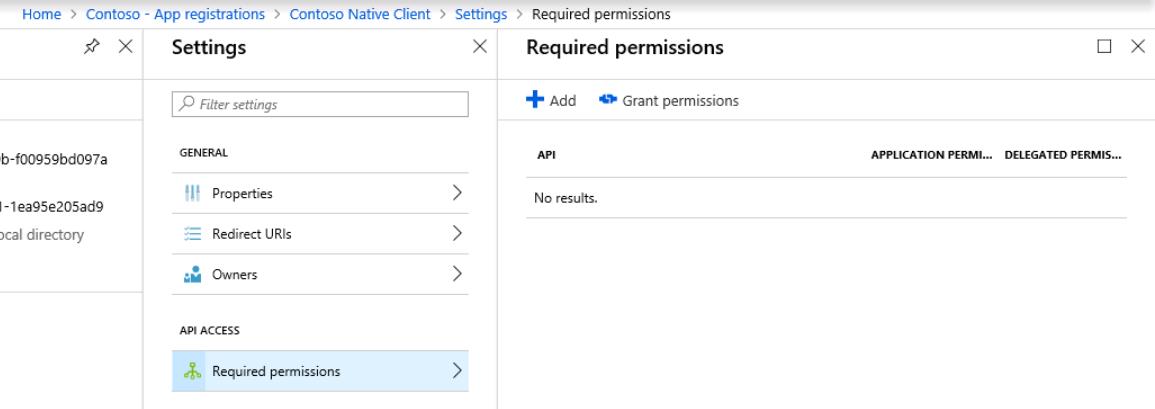 Home > Contoso - App registrations > Contoso Native Client > Settings > Required permissions
Settings
Required permissions
Filter settings
Add
Grant permissions
b-f00959bd097a
GENERAL
API
APPLICATION PERMI...
DELEGATED PERMIS...
Properties
No results.
1-1ea95e205ad9
ocal directory
Redirect URIs
Owners
API ACCESS
Required permissions